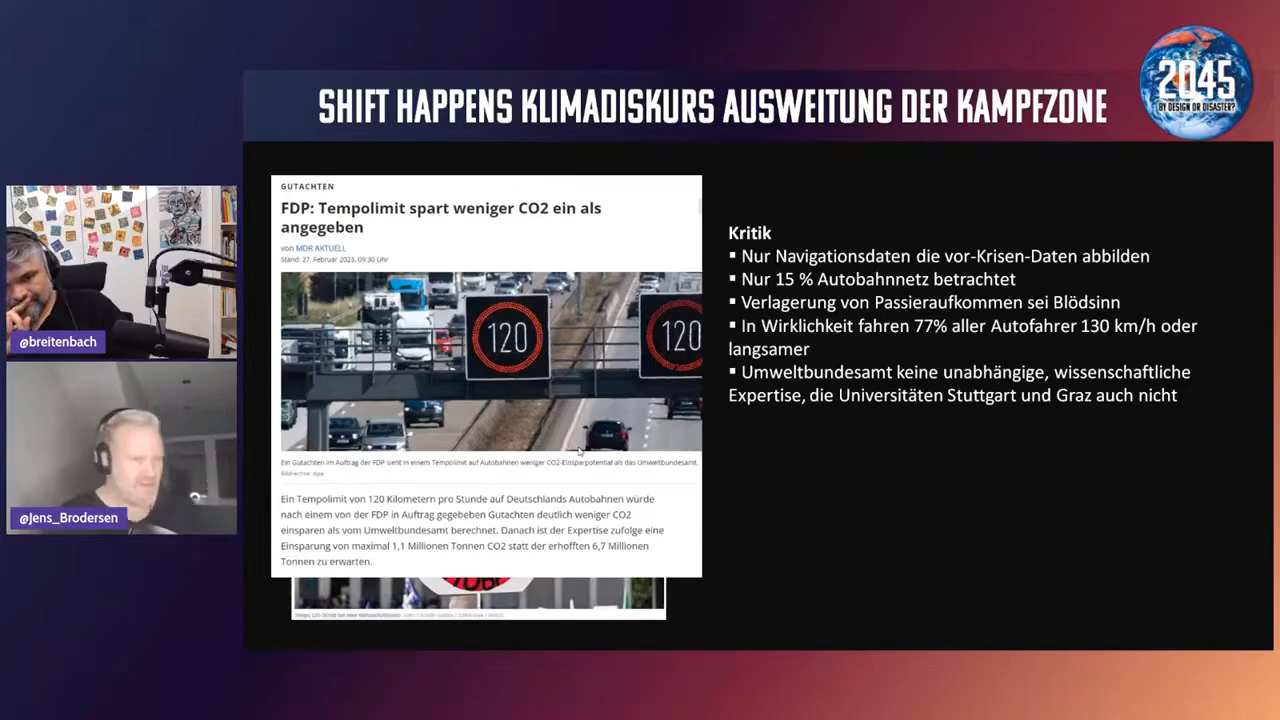 SHIFT HAPPENS KLIMADISKURS AUSWEITUNG DER KAMPFZONE
2045
BY DESIGN OR DISASTER?
GUTACHTEN
FDP: Tempolimit spart weniger CO2 ein als
angegeben
von MDR AKTUELL
Stand: 27. Februar 2023, 09:30 Uhr
120
120
Ein Gutachten im Auftrag der FDP sieht in einem Tempolimit auf Autobahnen weniger CO2-Einsparpotential als das Umweltbundesamt.
Bildrechte: dpa
Ein Tempolimit von 120 Kilometern pro Stunde auf Deutschlands Autobahnen würde
nach einem von der FDP in Auftrag gegebeben Gutachten deutlich weniger CO2
einsparen als vom Umweltbundesamt berechnet. Danach ist der Expertise zufolge eine
Einsparung von maximal 1,1 Millionen Tonnen CO2 statt der erhofften 6,7 Millionen
Tonnen zu erwarten.
Kritik
▪ Nur Navigationsdaten die vor-Krisen-Daten abbilden
▪ Nur 15 % Autobahnnetz betrachtet
▪ Verlagerung von Passieraufkommen sei Blödsinn
▪ In Wirklichkeit fahren 77% aller Autofahrer 130 km/h oder
langsamer
▪ Umweltbundesamt keine unabhängige, wissenschaftliche
Expertise, die Universitäten Stuttgart und Graz auch nicht
@breitenbach
@Jens_Brodersen